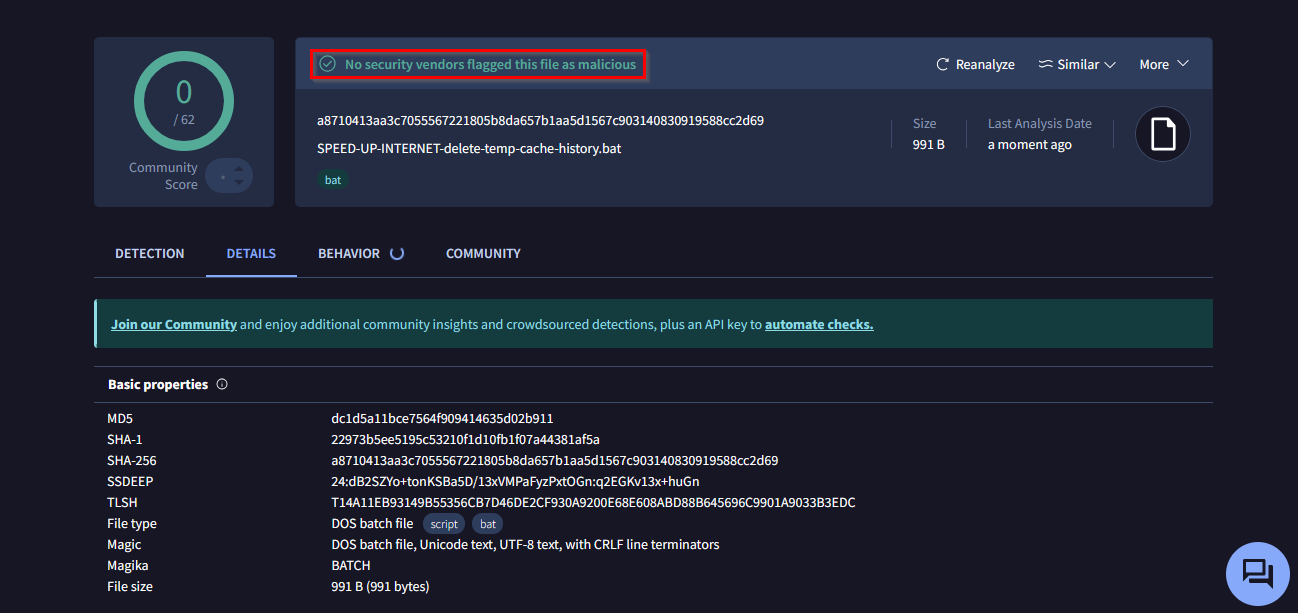 0
/ 62
Community
Score
No security vendors flagged this file as malicious
Reanalyze
Similar
More
a8710413aa3c7055567221805b8da657b1aa5d1567c903140830919588cc2d69
SPEED-UP-INTERNET-delete-temp-cache-history.bat
bat
Size
991 B
Last Analysis Date
a moment ago
DETECTION DETAILS BEHAVIOR COMMUNITY
Join our Community and enjoy additional community insights and crowdsourced detections, plus an API key to automate checks.
Basic properties
MD5 dc1d5a11bce7564f909414635d02b911
SHA-1 22973b5ee5195c53210f1d10fb1f07a44381af5a
SHA-256 a8710413aa3c7055567221805b8da657b1aa5d1567c903140830919588cc2d69
SSDEEP 24:dB2SZYo+tonKSBa5D/13xVMPaFyzPxtOGn:q2EGKv13x+huGn
TLSH T14A11EB93149B55356CB7D46DE2CF930A9200E68E608ABD88B645696C9901A9033B3EDC
File type DOS batch file script bat
Magic DOS batch file, Unicode text, UTF-8 text, with CRLF line terminators
Magika BATCH
File size 991 B (991 bytes)